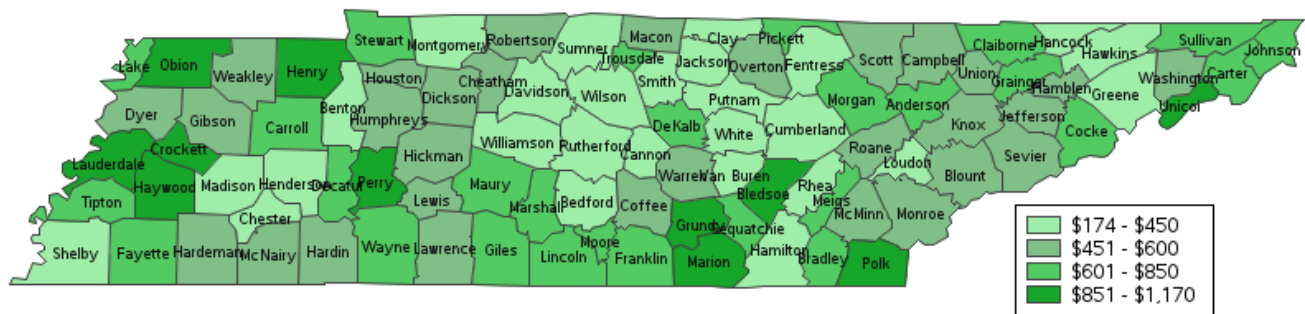 Stewart
Montgomery
Robertson
Sumner
Macon
Trousdale
Clay
Pickett
Claiborne
Hancock
Hawkins
Sullivan
Johnson
Lake
Obion
Weakley
Henry
Houston
Cheatham
Davidson
Wilson
Smith
Jackson
Overton
Fentress
Scott
Campbell
Union
Grainger
Hamblen
Greene
Washington
Carter
Unicoi
Dyer
Gibson
Carroll
Benton
Humphreys
Dickson
Putnam
Morgan
Anderson
Knox
Jefferson
Cocke
Lauderdale
Crockett
Haywood
Madison
Henderson
Decatur
Perry
Hickman
Williamson
Rutherford
Cannon
DeKalb
White
Cumberland
Roane
Loudon
Blount
Sevier
Tipton
Chester
Lewis
Maury
Marshall
Bedford
Coffee
Warren
Van Buren
Bledsoe
Rhea
Meigs
McMinn
Monroe
Shelby
Fayette
Hardeman
McNairy
Hardin
Wayne
Lawrence
Giles
Lincoln
Moore
Franklin
Grundy
Sequatchie
Marion
Hamilton
Bradley
Polk
$174 - $450
$451 - $600
$601 - $850
$851 - $1,170